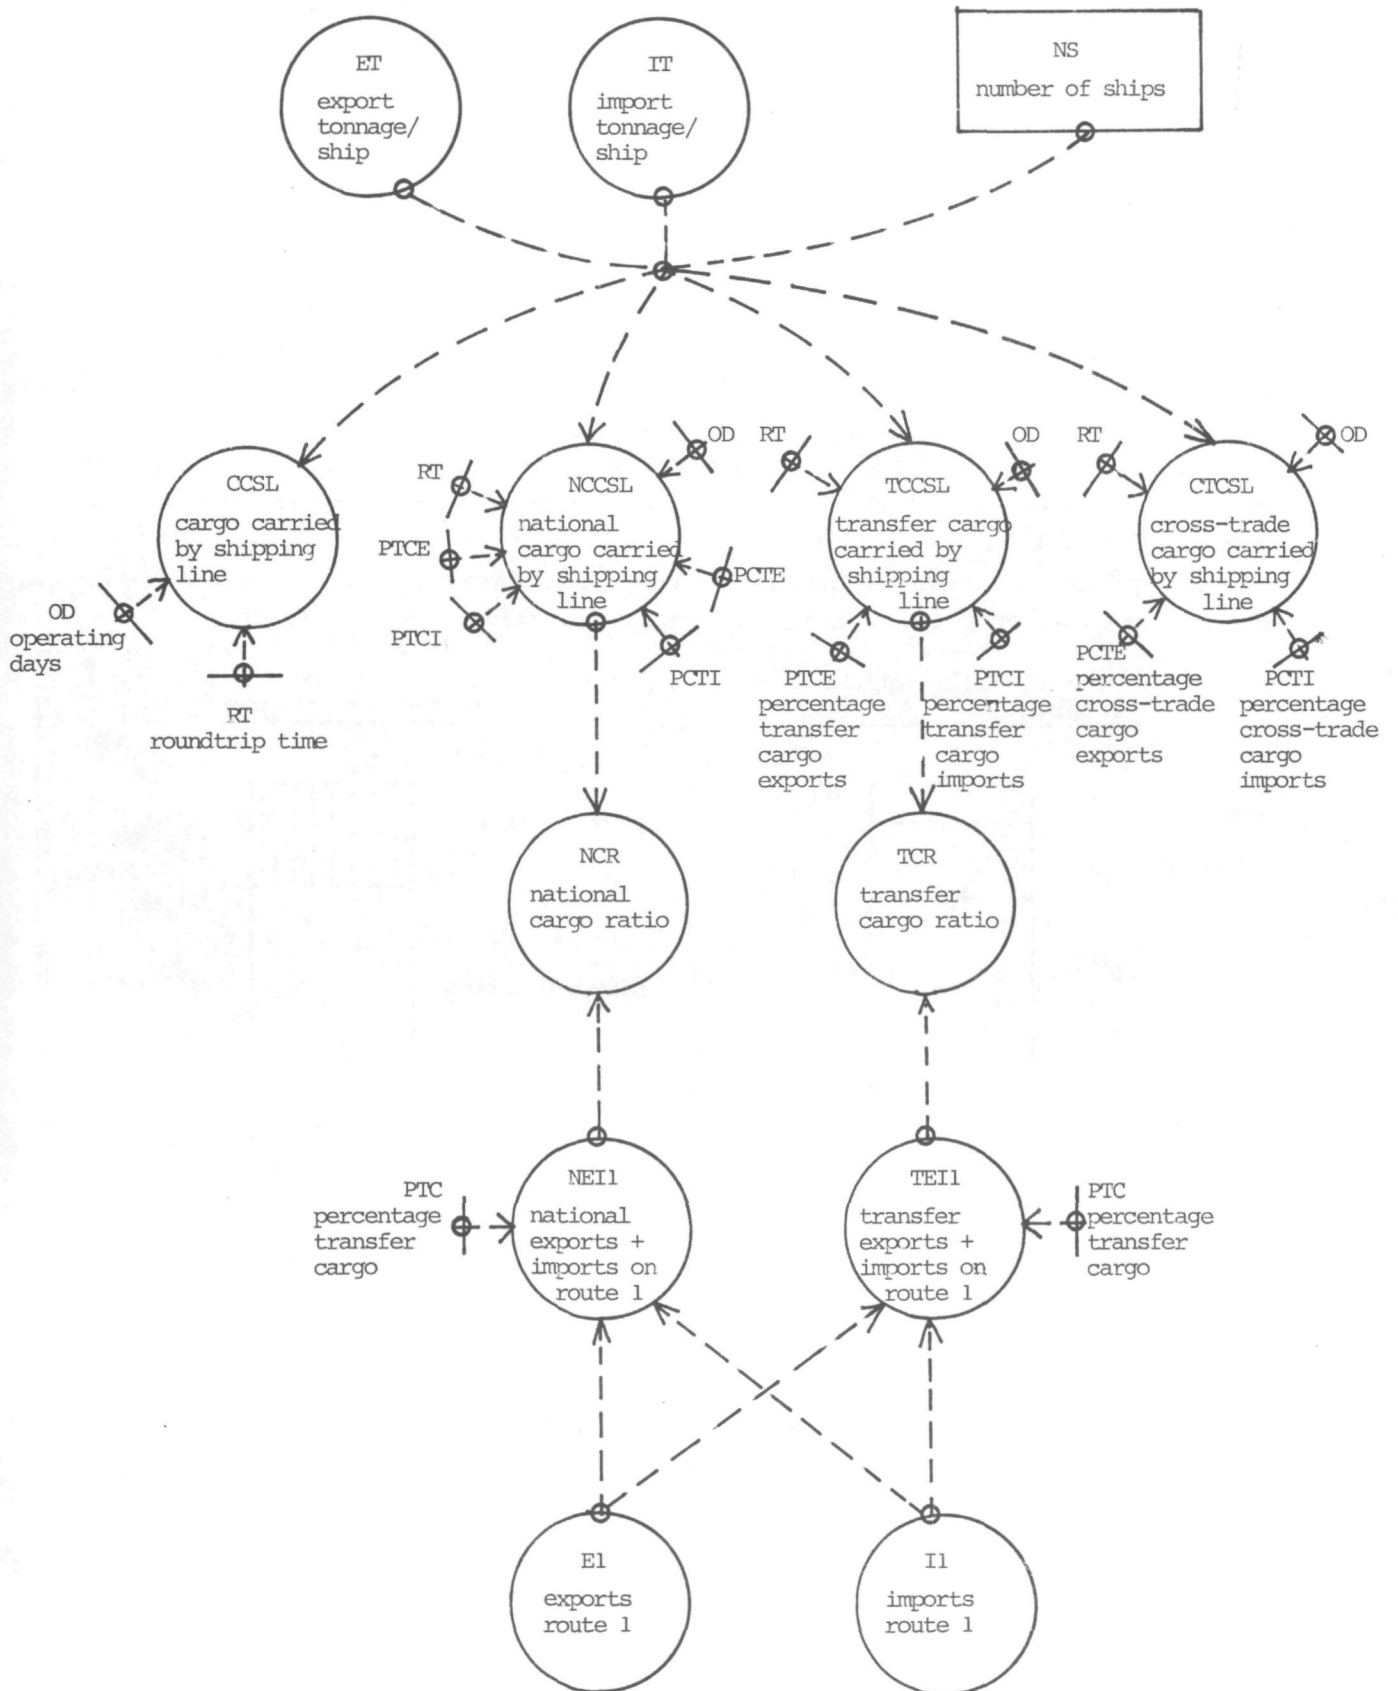 ET
export
tonnage/
ship
IT
import
tonnage/
ship
NS
number of ships
CCSL
cargo carried
by shipping
line
OD
operating
days
RT
roundtrip time
NCCSL
national
cargo carried
by shipping
line
RT
PTCE
PTCI
OD
PCTE
PCTI
TCCSL
transfer cargo
carried by
shipping
line
RT
OD
PTCE
percentage
transfer
cargo
exports
PTCI
percentage
transfer
cargo
imports
CTCSL
cross-trade
cargo carried
by shipping
line
RT
OD
PCTE
percentage
cross-trade
cargo
exports
PCTI
percentage
cross-trade
cargo
imports
NCR
national
cargo ratio
TCR
transfer
cargo ratio
PTC
percentage
transfer
cargo
NEI1
national
exports +
imports on
route 1
TEI1
transfer
exports +
imports on
route 1
PTC
percentage
transfer
cargo
E1
exports
route 1
I1
imports
route 1